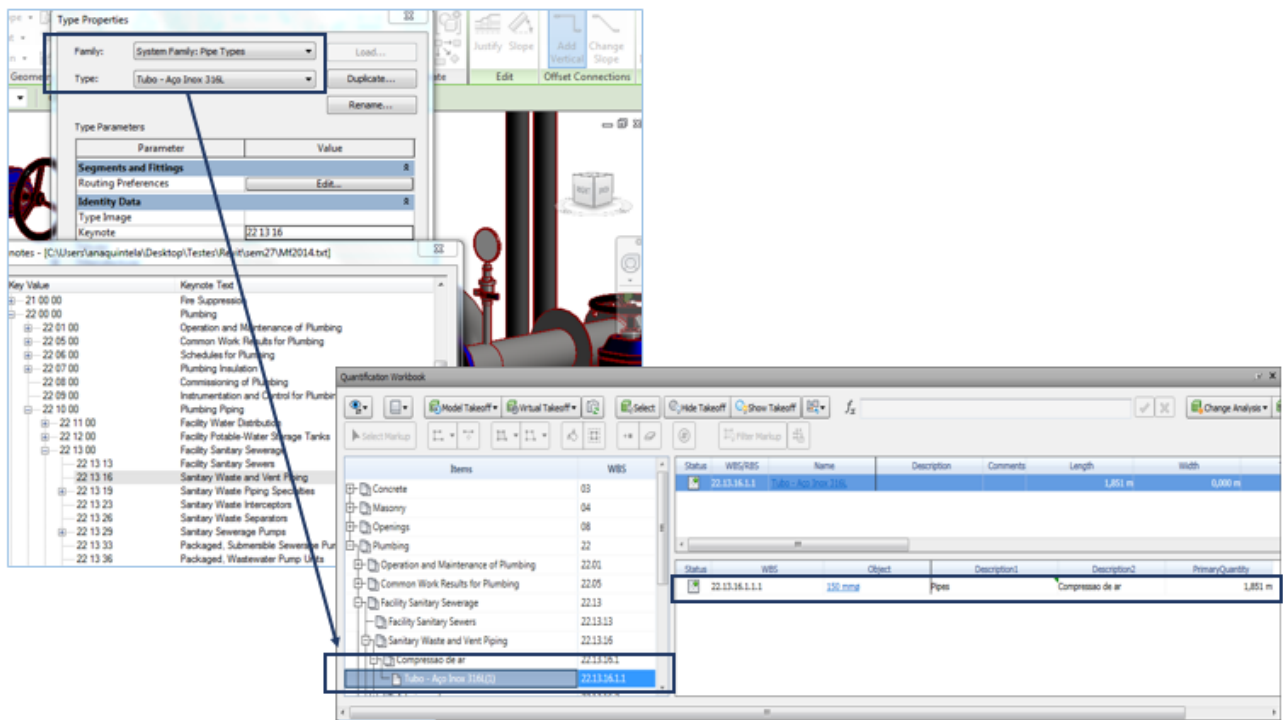 Type Properties
Family: System Family: Pipe Types Load...
Type: Tubo - Aço Inox 316L Duplicate...
Rename...
Justify Slope Add Vertical Change Slope
Edit Offset Connections
Type Parameters
Parameter Value
Segments and Fittings
Routing Preferences Edit...
Identity Data
Type Image
Keynote 22 13 16
notes - [C:\Users\anaquintela\Desktop\Testes\Revit\sem27\Mf2014.txt]
Key Value Keynote Text
21 00 00 Fire Suppression
22 00 00 Plumbing
22 01 00 Operation and Maintenance of Plumbing
22 05 00 Common Work Results for Plumbing
22 06 00 Schedules for Plumbing
22 07 00 Plumbing Insulation
22 08 00 Commissioning of Plumbing
22 09 00 Instrumentation and Control for Plumbin
22 10 00 Plumbing Piping
22 11 00 Facility Water Distribution
22 12 00 Facility Potable-Water Storage Tanks
22 13 00 Facility Sanitary Sewerage
22 13 13 Facility Sanitary Sewers
22 13 16 Sanitary Waste and Vent Piping
22 13 19 Sanitary Waste Piping Specialties
22 13 23 Sanitary Waste Interceptors
22 13 26 Sanitary Waste Separators
22 13 29 Sanitary Sewerage Pumps
22 13 33 Packaged, Submersible Sewerage Pur
22 13 36 Packaged, Wastewater Pump Units
Quantification Workbook
Model Takeoff Virtual Takeoff Select Hide Takeoff Show Takeoff fx Change Analysis
Select Markup Filter Markup
Items WBS
Concrete 03
Masonry 04
Openings 08
Plumbing 22
Operation and Maintenance of Plumbing 22.01
Common Work Results for Plumbing 22.05
Facility Sanitary Sewerage 22.13
Facility Sanitary Sewers 22.13.13
Sanitary Waste and Vent Piping 22.13.16
Compressao de ar 22.13.16.1
Tubo - Aço Inox 316L(1) 22.13.16.1.1
Status WBS/RBS Name Description Comments Length Width
22.13.16.1.1 Tubo - Aço Inox 316L 1,851 m 0,000 m
Status WBS Object Description1 Description2 PrimaryQuantity
22.13.16.1.1.1 150 mmø Pipes Compressao de ar 1,851 m